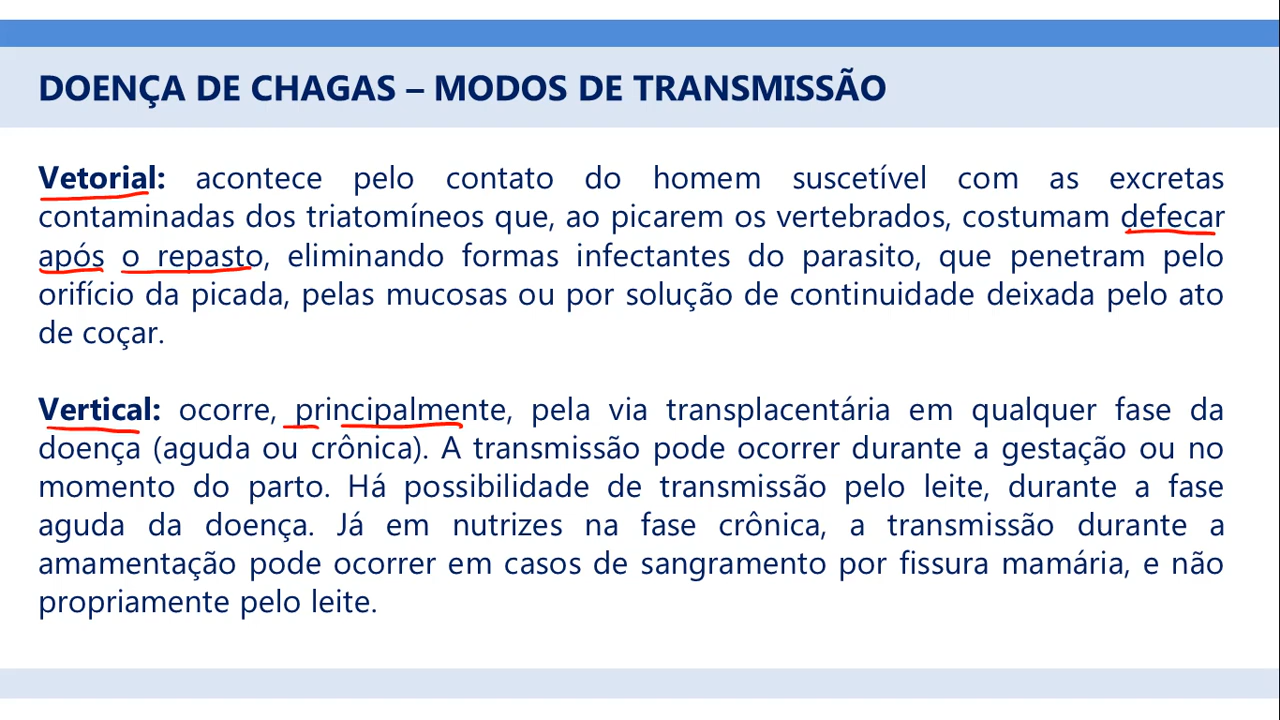 DOENÇA DE CHAGAS – MODOS DE TRANSMISSÃO
Vetorial: acontece pelo contato do homem suscetível com as excretas
contaminadas dos triatomíneos que, ao picarem os vertebrados, costumam defecar
após o repasto, eliminando formas infectantes do parasito, que penetram pelo
orifício da picada, pelas mucosas ou por solução de continuidade deixada pelo ato
de coçar.
Vertical: ocorre, principalmente, pela via transplacentária em qualquer fase da
doença (aguda ou crônica). A transmissão pode ocorrer durante a gestação ou no
momento do parto. Há possibilidade de transmissão pelo leite, durante a fase
aguda da doença. Já em nutrizes na fase crônica, a transmissão durante a
amamentação pode ocorrer em casos de sangramento por fissura mamária, e não
propriamente pelo leite.